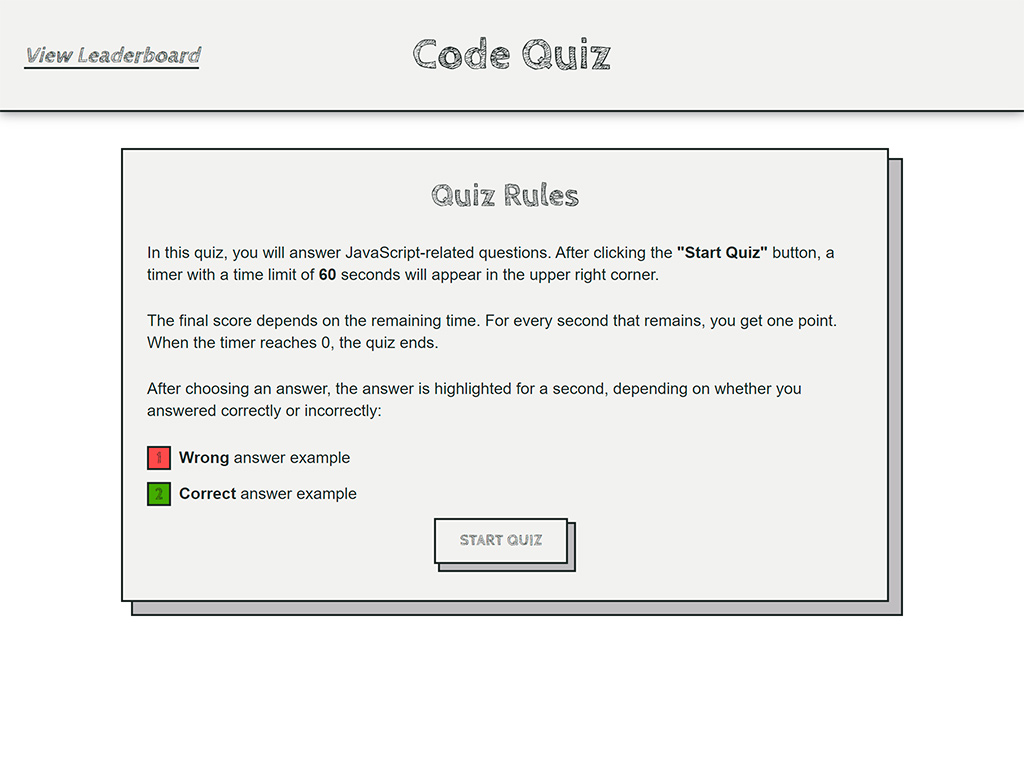 View Leaderboard
Code Quiz
Quiz Rules
In this quiz, you will answer JavaScript-related questions. After clicking the "Start Quiz" button, a
timer with a time limit of 60 seconds will appear in the upper right corner.
The final score depends on the remaining time. For every second that remains, you get one point.
When the timer reaches 0, the quiz ends.
After choosing an answer, the answer is highlighted for a second, depending on whether you
answered correctly or incorrectly:
1 Wrong answer example
2 Correct answer example
START QUIZ